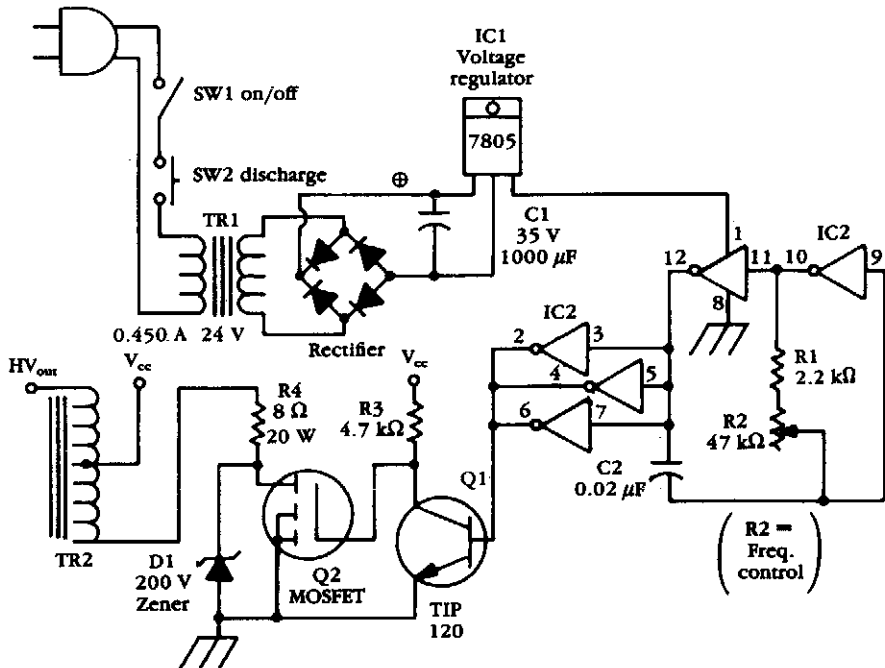 IC1
Voltage
regulator
7805
SW1 on/off
SW2 discharge
⊕
TR1
C1
35 V
1000 µF
0.450 A
24 V
Rectifier
12
1
11
10
IC2
9
8
IC2
2
3
4
5
6
7
HVout
Vcc
R4
8 Ω
20 W
Vcc
R3
4.7 kΩ
R1
2.2 kΩ
R2
47 kΩ
C2
0.02 µF
Q1
TR2
D1
200 V
Zener
Q2
MOSFET
TIP
120
(R2 =
Freq.
control)